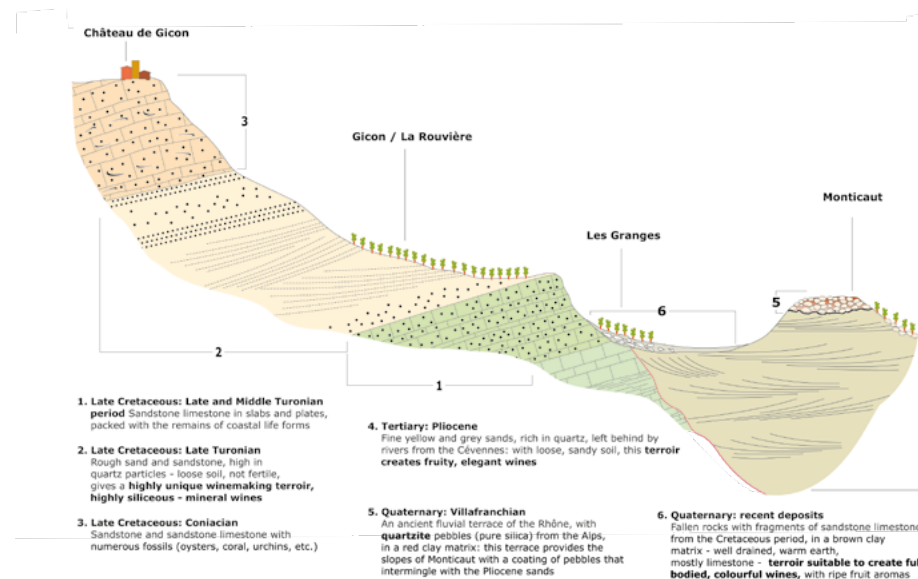 Château de Gicon
3
Gicon / La Rouvière
Monticaut
Les Granges
5
6
2
1
1. Late Cretaceous: Late and Middle Turonian
period Sandstone limestone in slabs and plates,
packed with the remains of coastal life forms
2. Late Cretaceous: Late Turonian
Rough sand and sandstone, high in
quartz particles - loose soil, not fertile,
gives a highly unique winemaking terroir,
highly siliceous - mineral wines
3. Late Cretaceous: Coniacian
Sandstone and sandstone limestone with
numerous fossils (oysters, coral, urchins, etc.)
4. Tertiary: Pliocene
Fine yellow and grey sands, rich in quartz, left behind by
rivers from the Cévennes: with loose, sandy soil, this terroir
creates fruity, elegant wines
5. Quaternary: Villafranchian
An ancient fluvial terrace of the Rhône, with
quartzite pebbles (pure silica) from the Alps,
in a red clay matrix: this terrace provides the
slopes of Monticaut with a coating of pebbles that
intermingle with the Pliocene sands
6. Quaternary: recent deposits
Fallen rocks with fragments of sandstone limestone
from the Cretaceous period, in a brown clay
matrix - well drained, warm earth,
mostly limestone - terroir suitable to create ful
bodied, colourful wines, with ripe fruit aromas